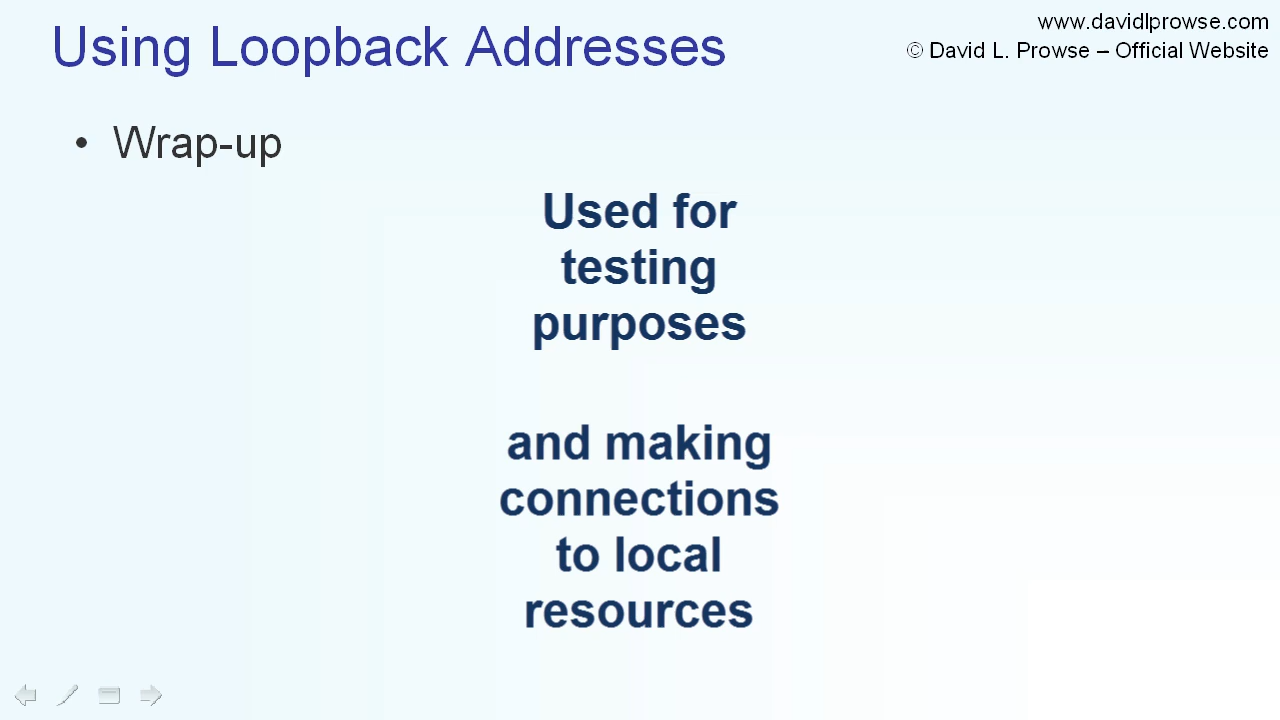 Using Loopback Addresses
www.davidlprowse.com
© David L. Prowse – Official Website
• Wrap-up
Used for
testing
purposes
and making
connections
to local
resources